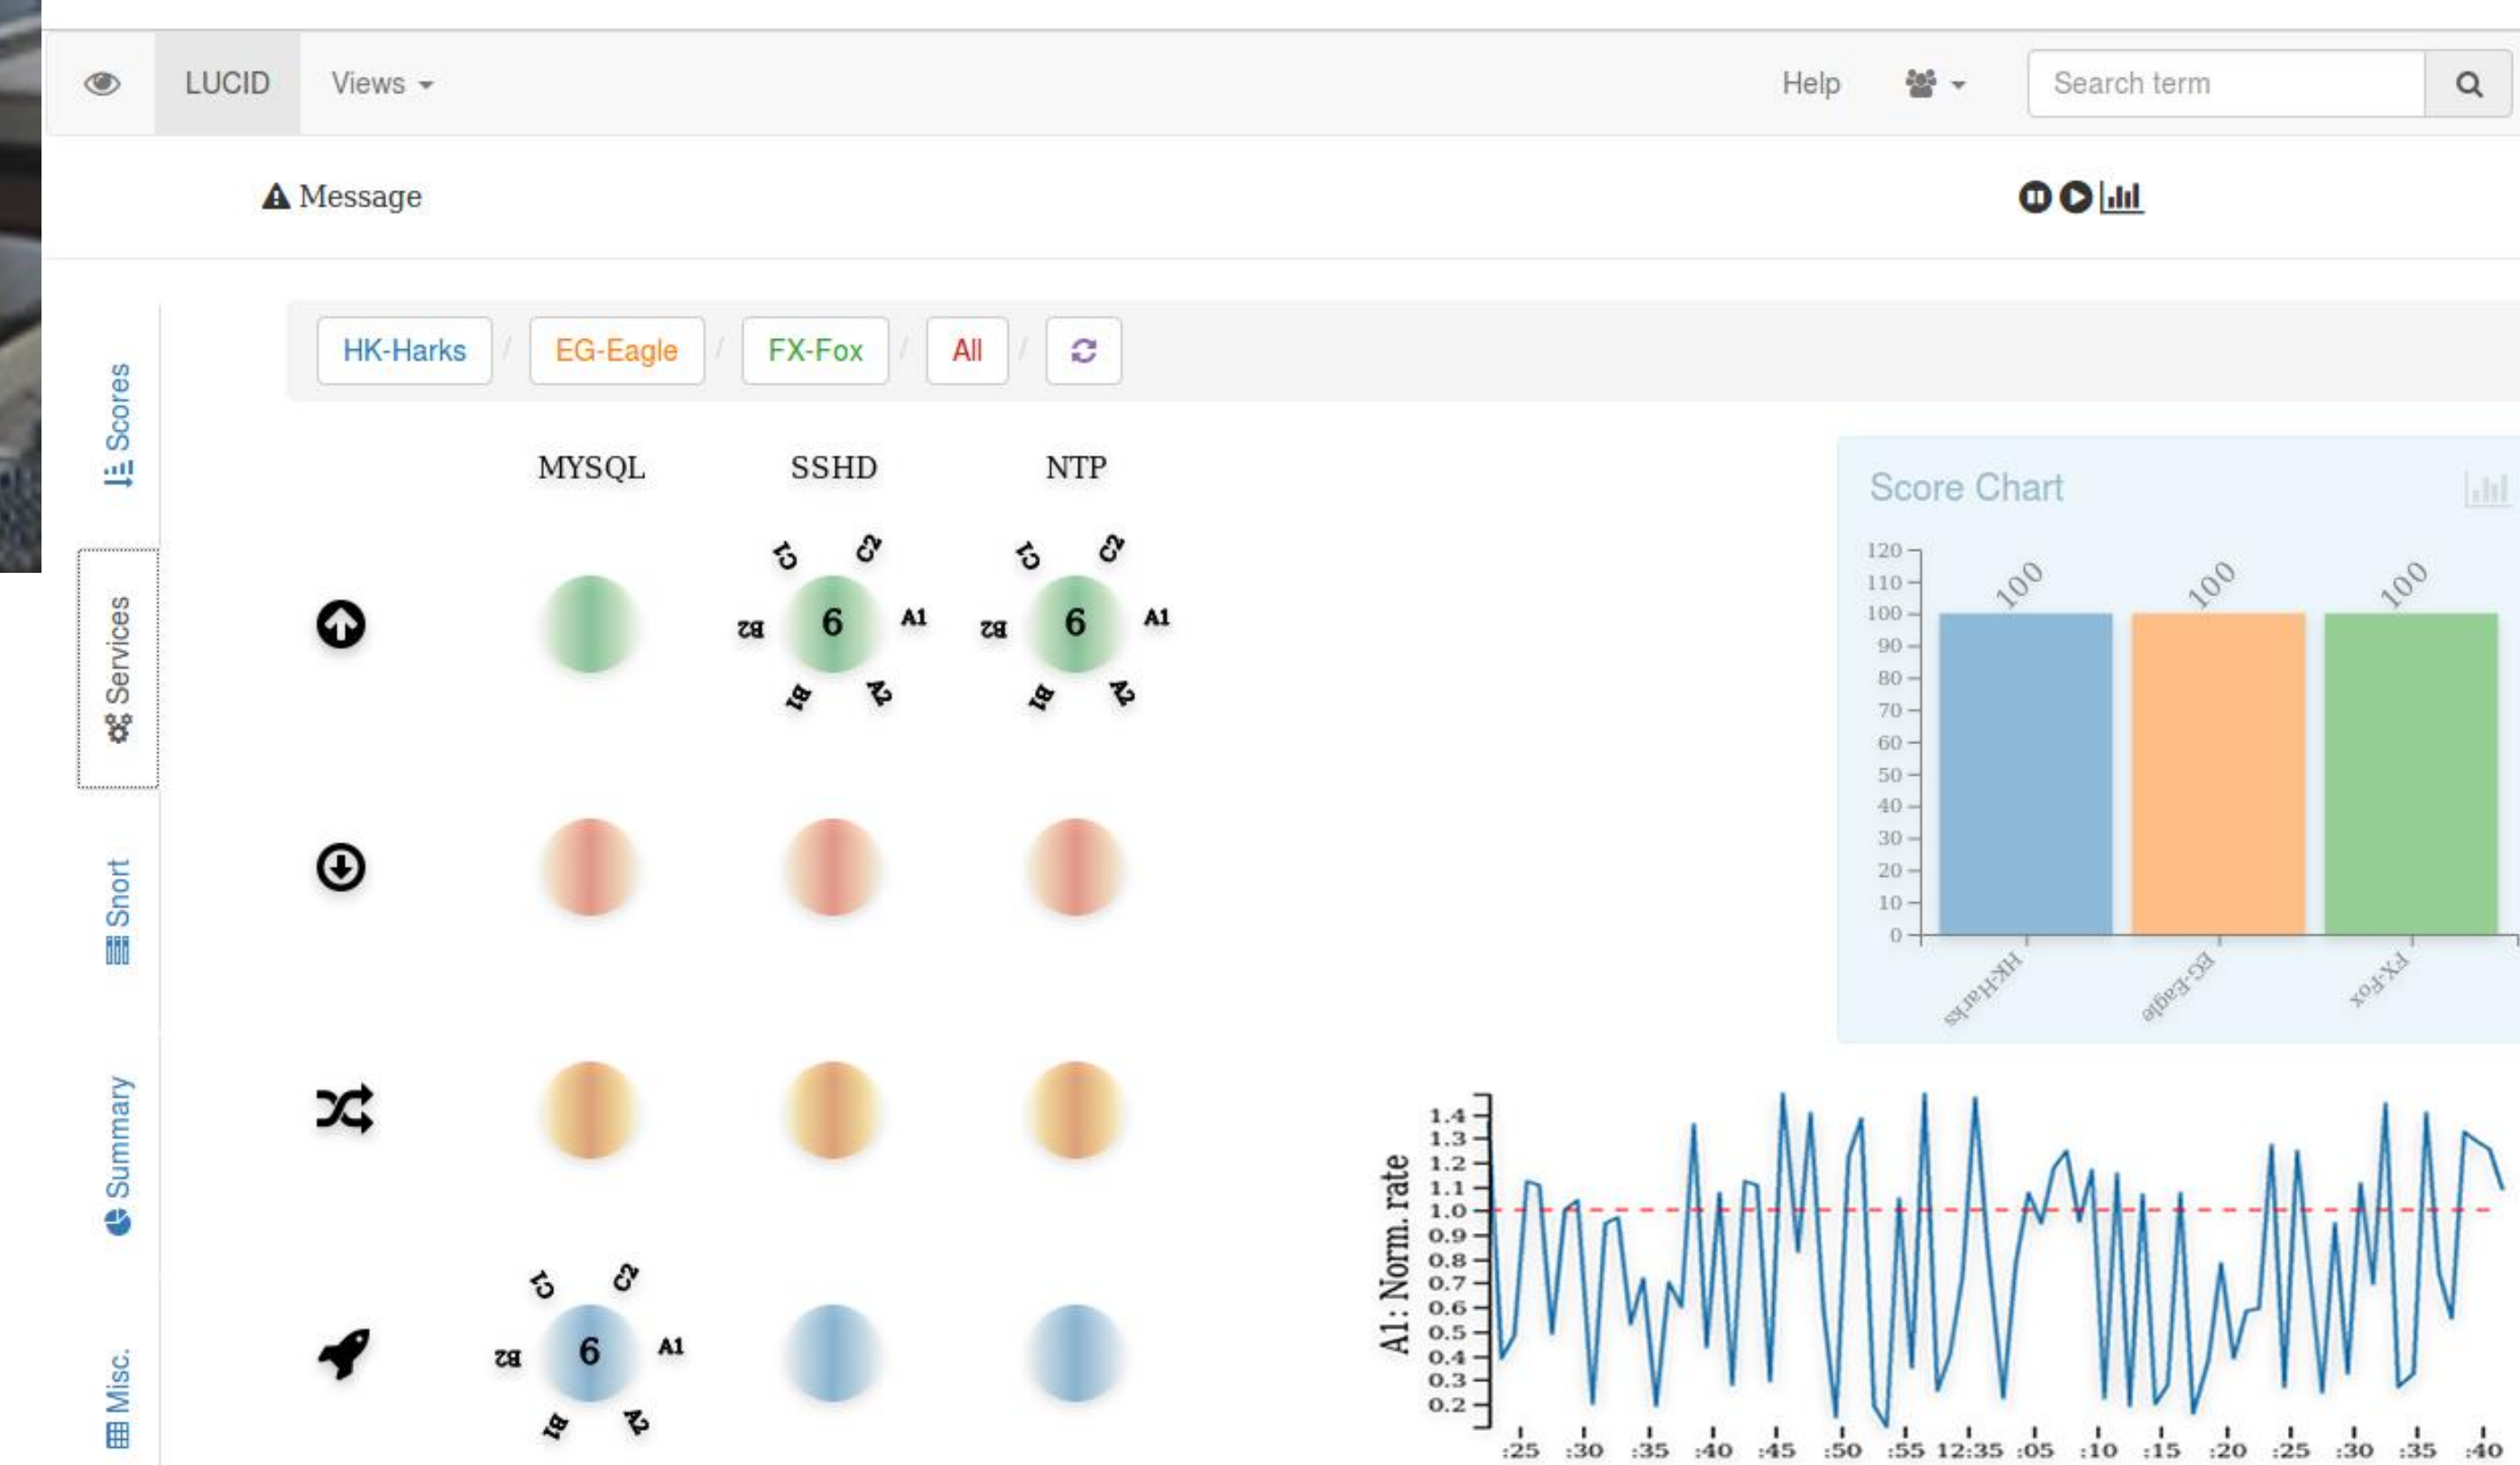 LUCID Views Help Search term
Message
HK-Harks / EG-Eagle / FX-Fox / All /
Scores
Services
Snort
Summary
Misc.
MYSQL SSHD NTP
C1 C2 C1 C2
B2 6 A1 B2 6 A1
B1 A2 B1 A2
C1 C2
B2 6 A1
B1 A2
Score Chart
120
110
100
90
80
70
60
50
40
30
20
10
0
100 100 100
HK-Harks EG-Eagle FX-Fox
A1: Norm. rate
1.4
1.3
1.2
1.1
1.0
0.9
0.8
0.7
0.6
0.5
0.4
0.3
0.2
:25 :30 :35 :40 :45 :50 :55 12:35 :05 :10 :15 :20 :25 :30 :35 :40